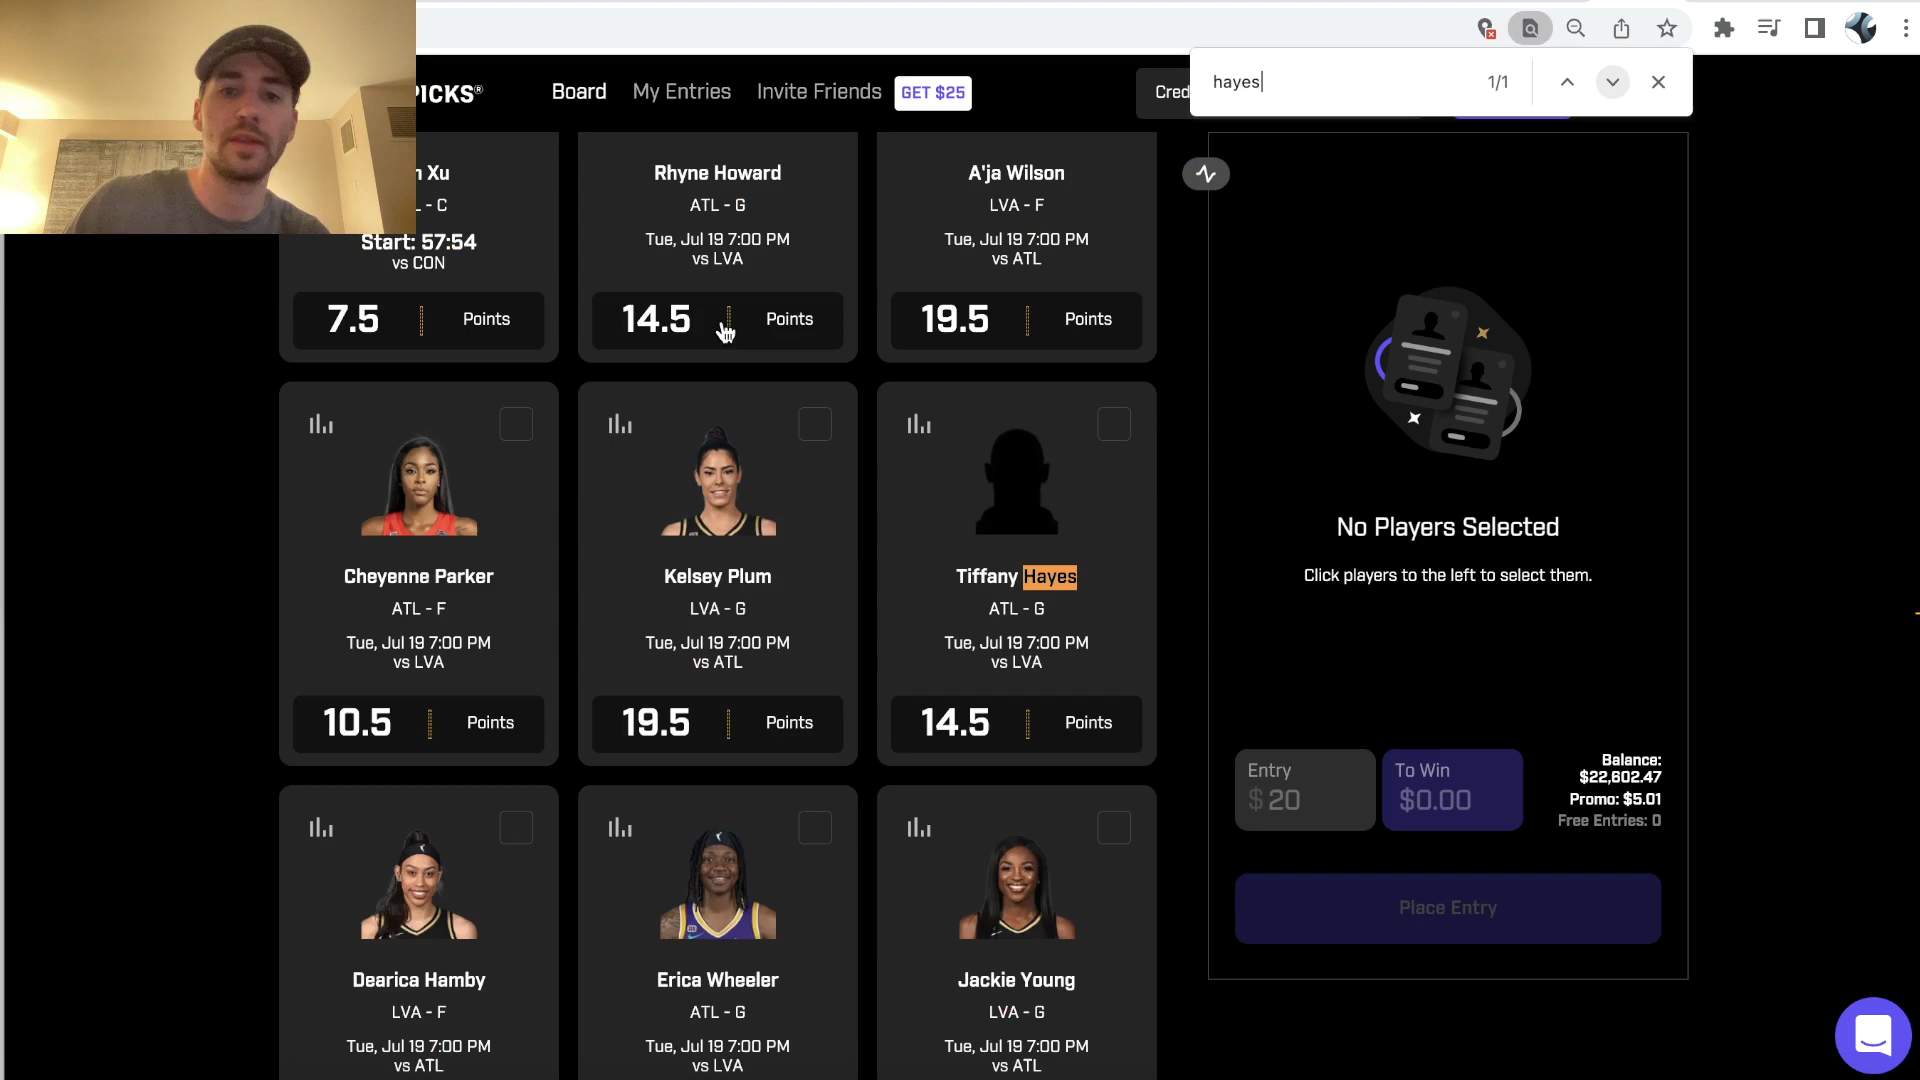 hayes
1/1
PICKS®
Board
My Entries
Invite Friends
GET $25
Cred
Xu
- C
Start: 57:54
vs CON
7.5
Points
Rhyne Howard
ATL - G
Tue, Jul 19 7:00 PM
vs LVA
14.5
Points
A'ja Wilson
LVA - F
Tue, Jul 19 7:00 PM
vs ATL
19.5
Points
Cheyenne Parker
ATL - F
Tue, Jul 19 7:00 PM
vs LVA
10.5
Points
Kelsey Plum
LVA - G
Tue, Jul 19 7:00 PM
vs ATL
19.5
Points
Tiffany Hayes
ATL - G
Tue, Jul 19 7:00 PM
vs LVA
14.5
Points
Dearica Hamby
LVA - F
Tue, Jul 19 7:00 PM
vs ATL
Erica Wheeler
ATL - G
Tue, Jul 19 7:00 PM
vs LVA
Jackie Young
LVA - G
Tue, Jul 19 7:00 PM
vs ATL
No Players Selected
Click players to the left to select them.
Entry
$ 20
To Win
$0.00
Balance:
$22,602.47
Promo: $5.01
Free Entries: 0
Place Entry